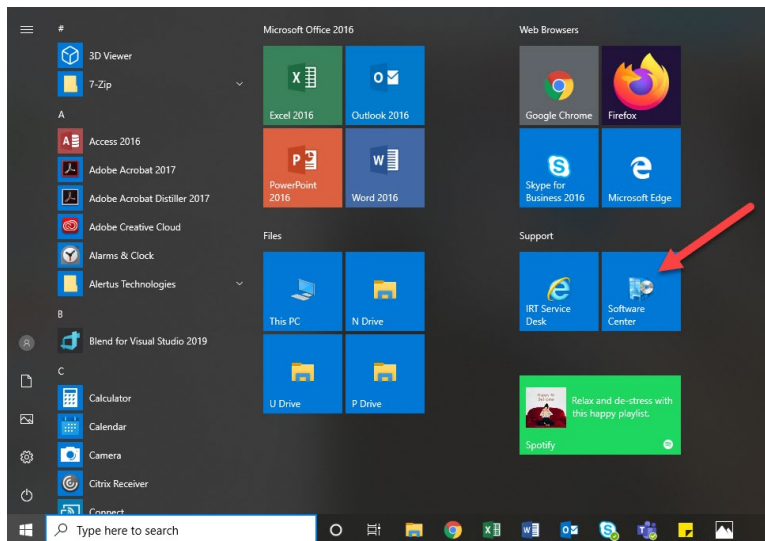 #
3D Viewer
7-Zip
A
Access 2016
Adobe Acrobat 2017
Adobe Acrobat Distiller 2017
Adobe Creative Cloud
Alarms & Clock
Alertus Technologies
B
Blend for Visual Studio 2019
C
Calculator
Calendar
Camera
Citrix Receiver
Connect
Microsoft Office 2016
Excel 2016
Outlook 2016
PowerPoint
2016
Word 2016
Files
This PC
N Drive
U Drive
P Drive
Web Browsers
Google Chrome
Firefox
Skype for
Business 2016
Microsoft Edge
Support
IRT Service
Desk
Software
Center
Relax and de-stress with
this happy playlist.
Spotify
Type here to search